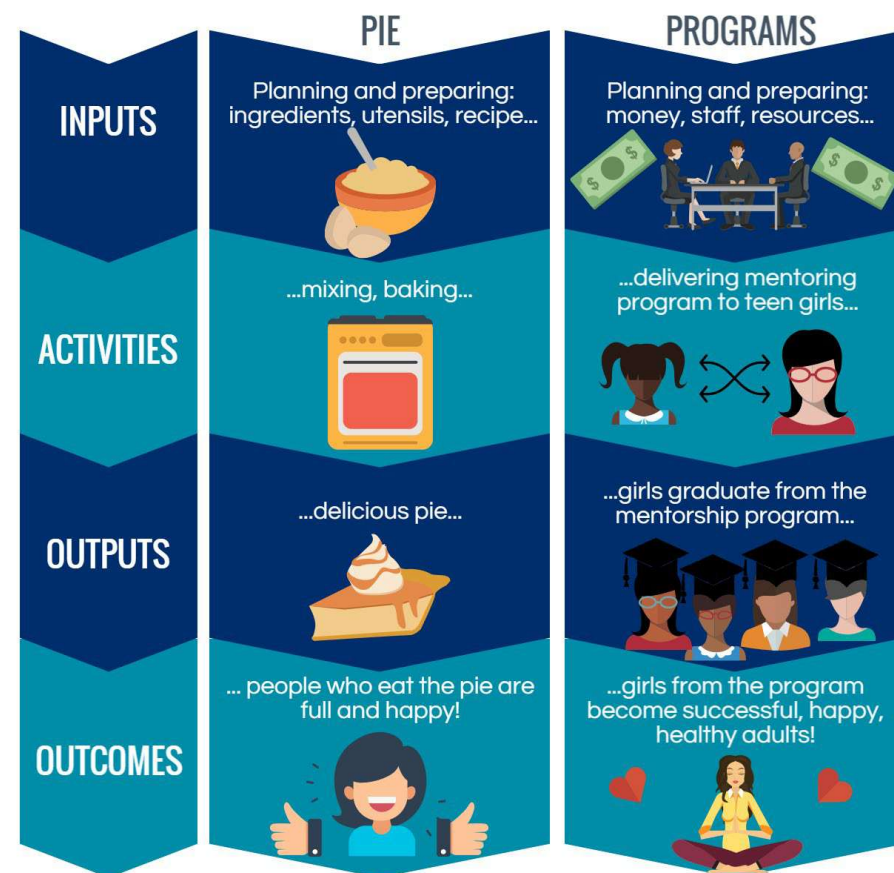 PIE
PROGRAMS
INPUTS
Planning and preparing:
ingredients, utensils, recipe...
Planning and preparing:
money, staff, resources...
ACTIVITIES
...mixing, baking...
...delivering mentoring
program to teen girls...
OUTPUTS
...delicious pie...
...girls graduate from the
mentorship program...
OUTCOMES
... people who eat the pie are
full and happy!
...girls from the program
become successful, happy,
healthy adults!